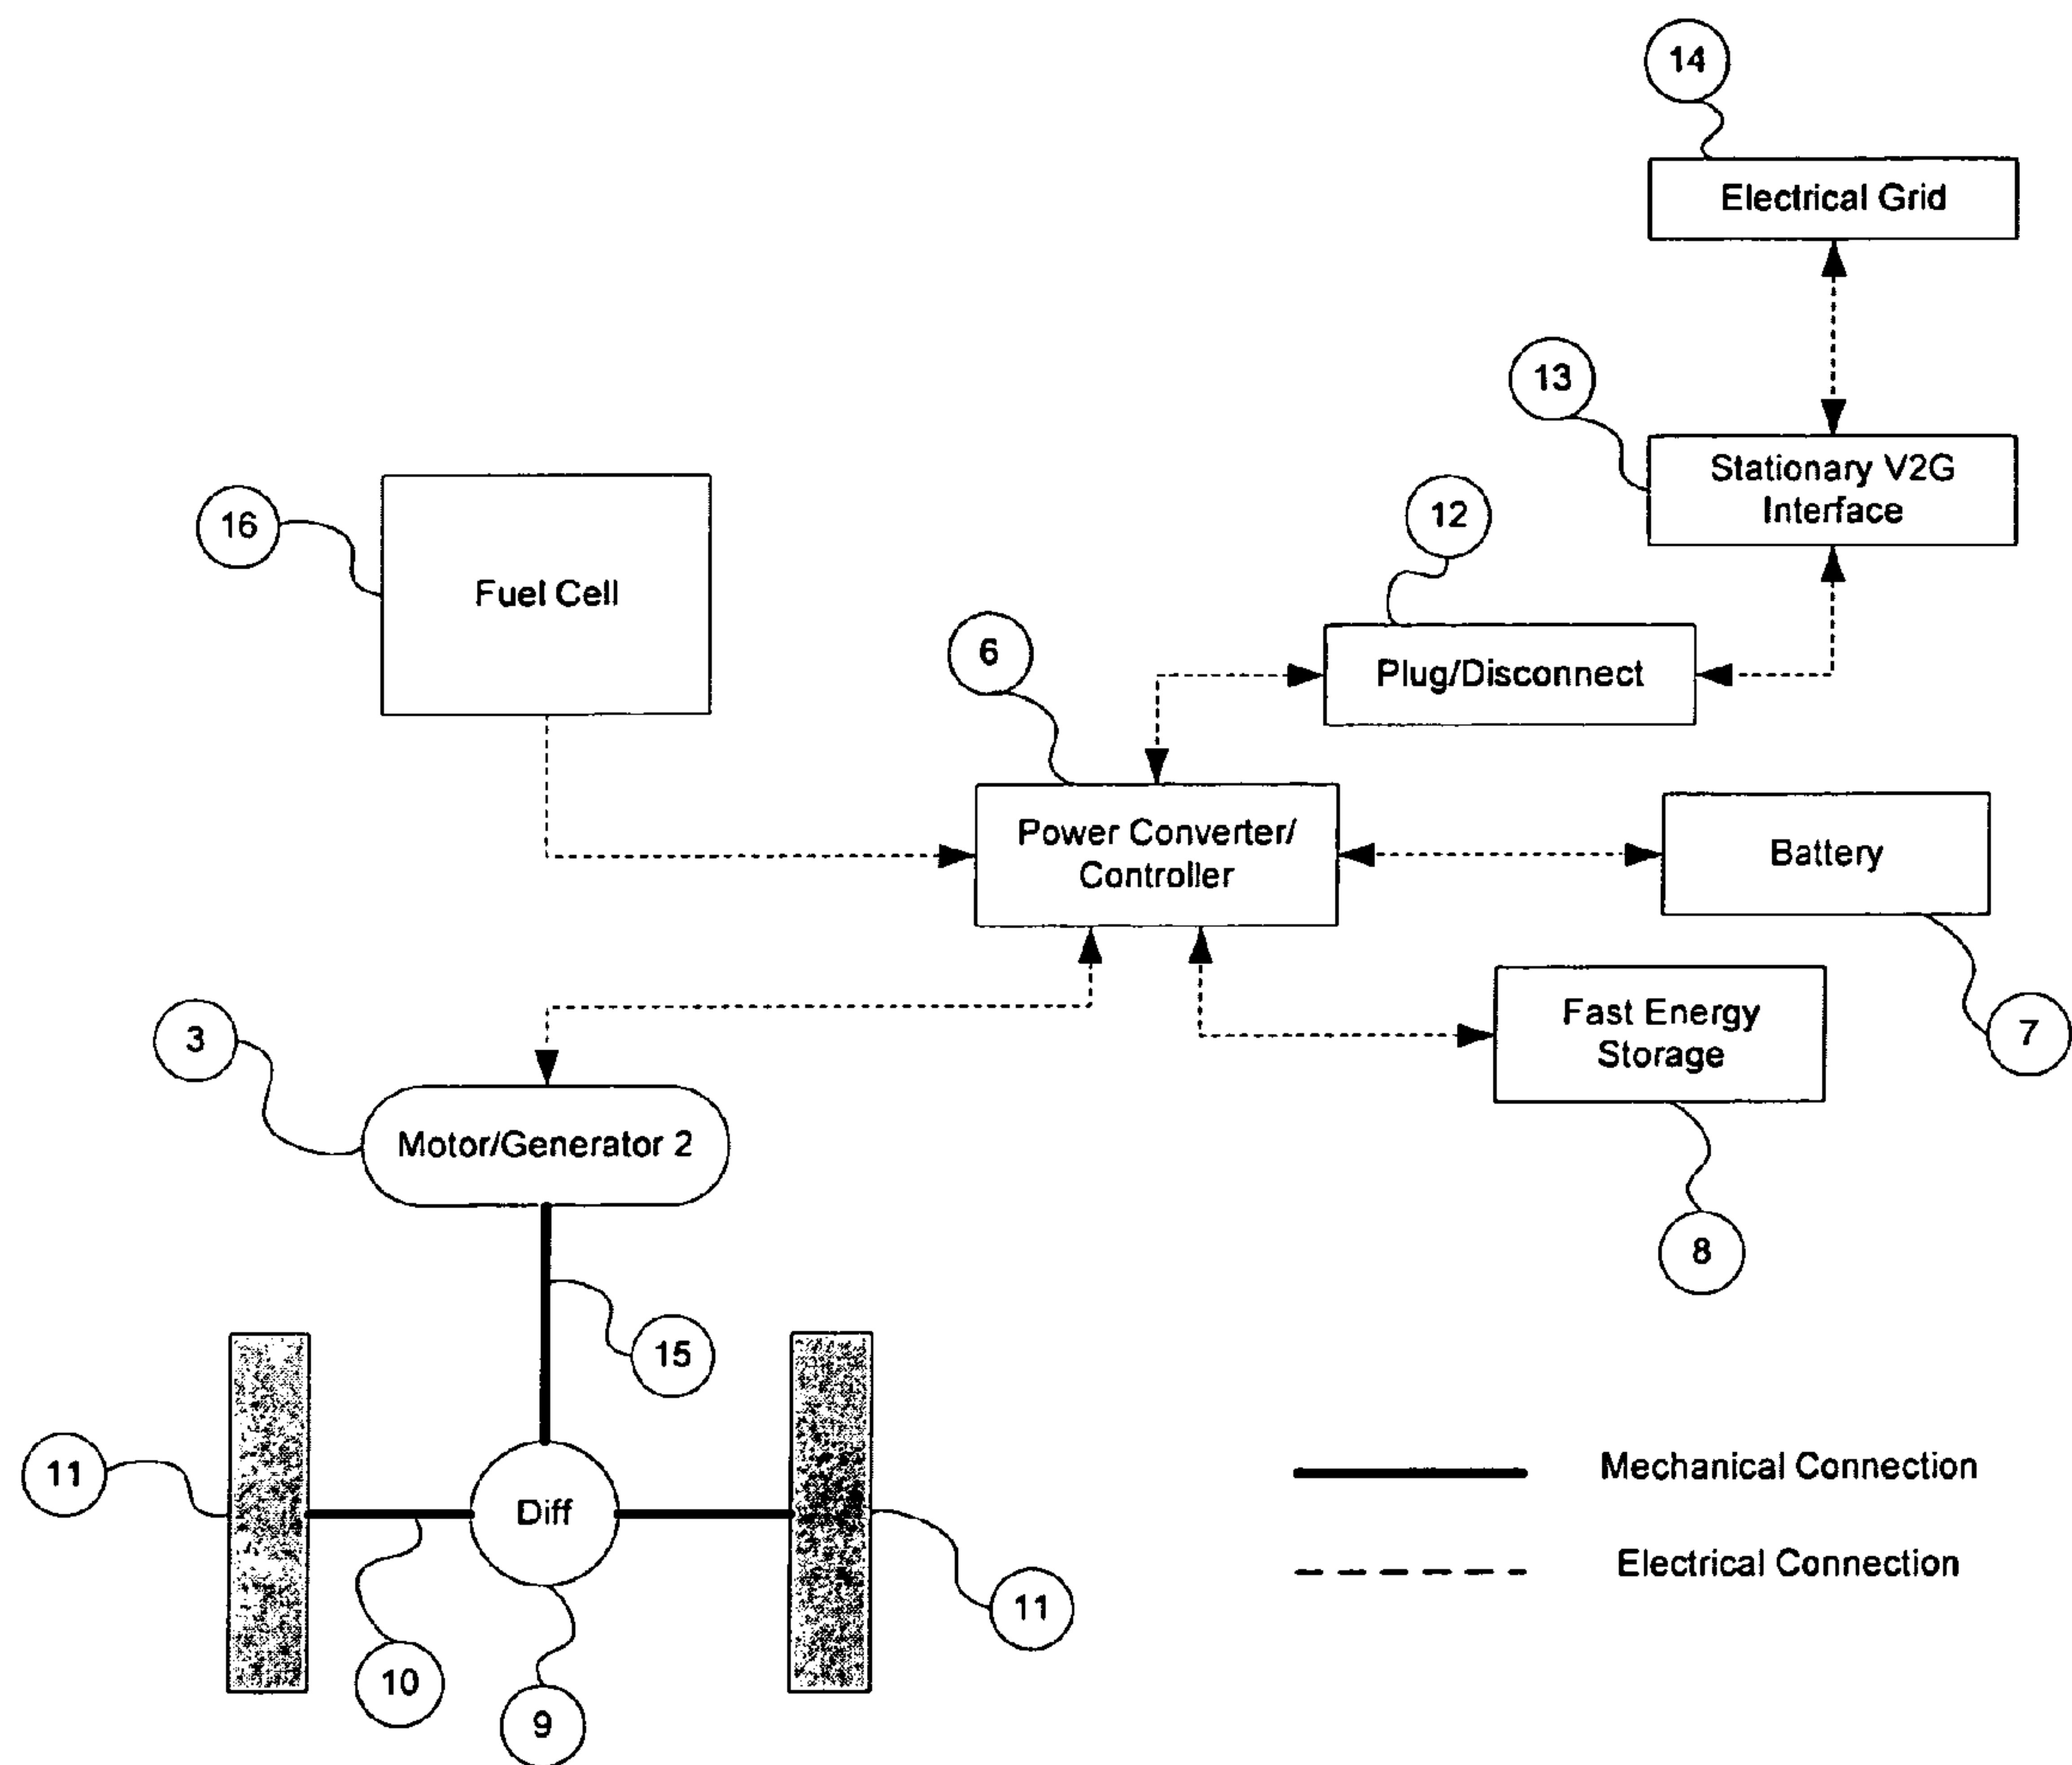 14
Electrical Grid
13
Stationary V2G
Interface
12
16
Fuel Cell
6
Plug/Disconnect
Power Converter/
Controller
Battery
7
3
Fast Energy
Storage
Motor/Generator 2
8
15
11
Diff
11
10
9
Mechanical Connection
Electrical Connection